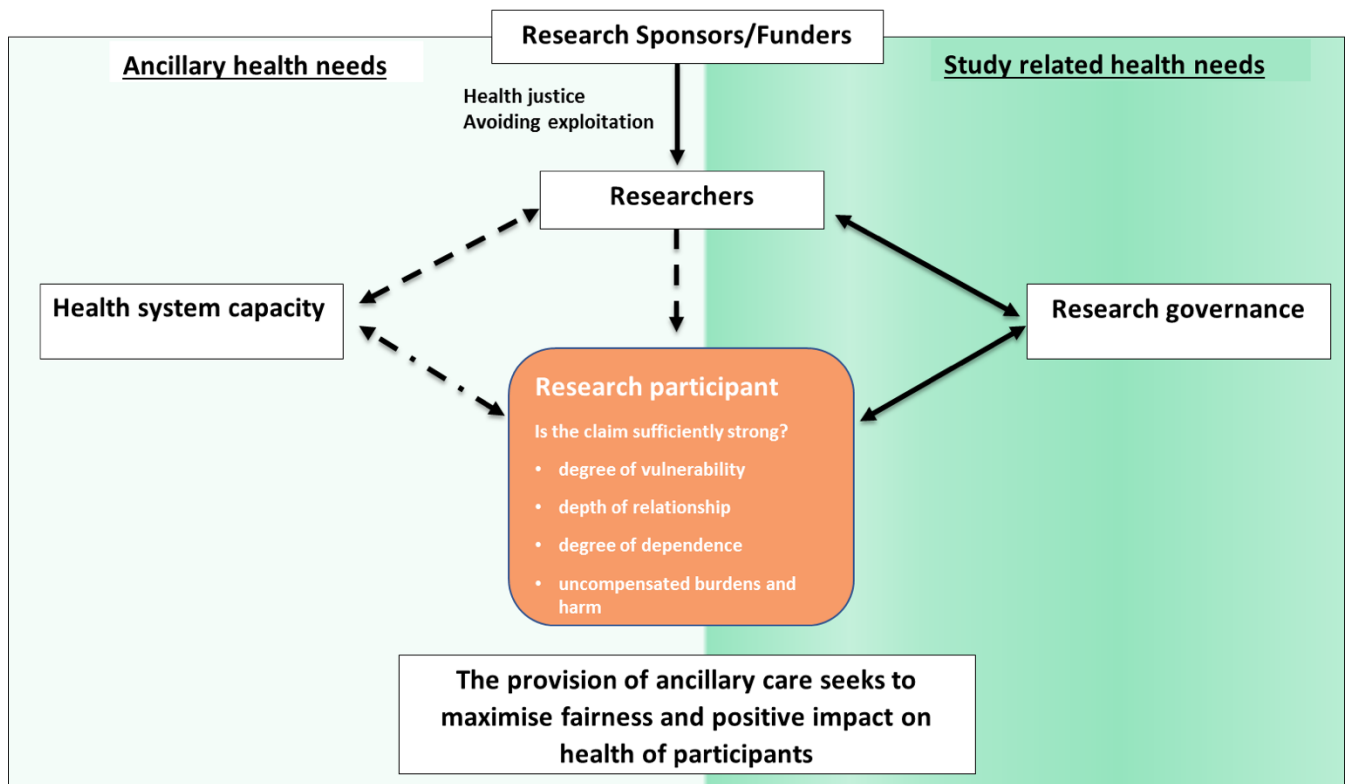 Research Sponsors/Funders
Ancillary health needs
Study related health needs
Health justice
Avoiding exploitation
Researchers
Health system capacity
Research governance
Research participant
Is the claim sufficiently strong?
• degree of vulnerability
• depth of relationship
• degree of dependence
• uncompensated burdens and
harm
The provision of ancillary care seeks to
maximise fairness and positive impact on
health of participants